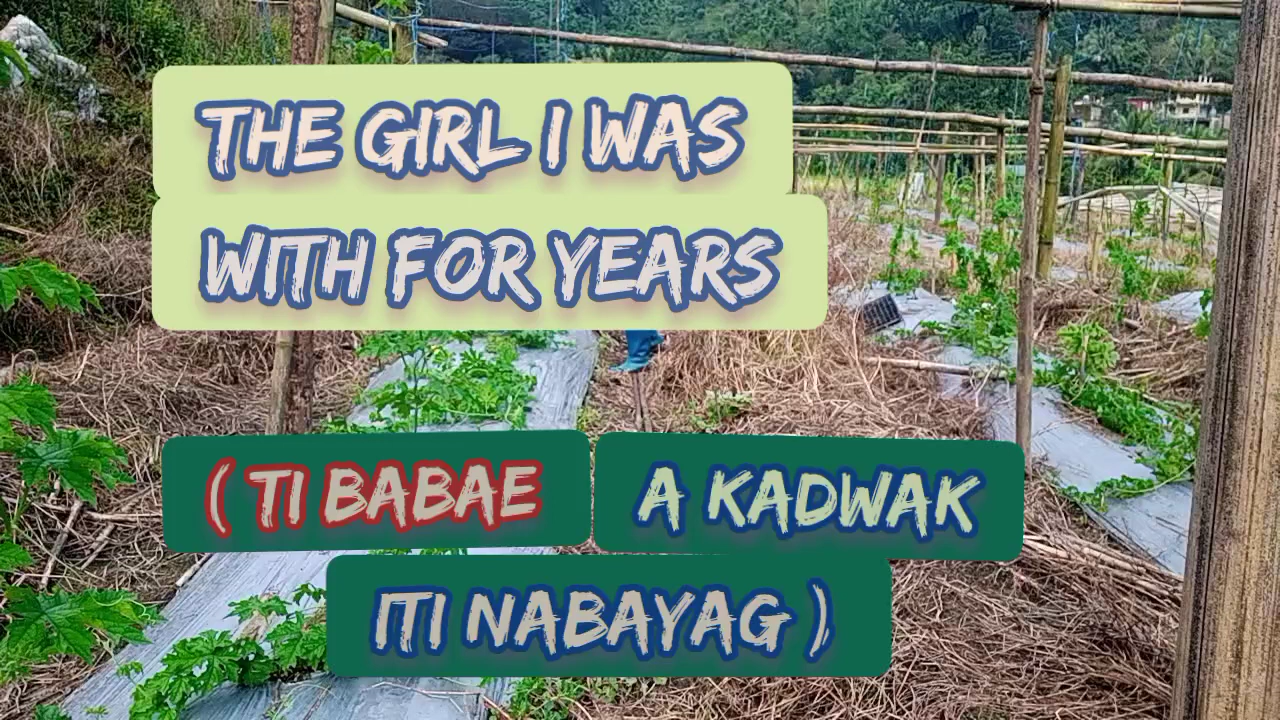 THE GIRL I WAS
WITH FOR YEARS
( TI BABAE A KADWAK
ITI NABAYAG )